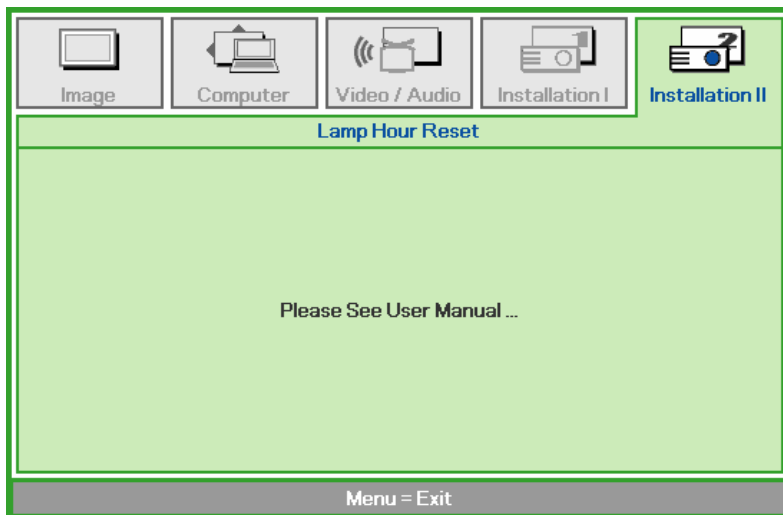 Image
Computer
Video / Audio
Installation I
Installation II
Lamp Hour Reset
Please See User Manual ...
Menu = Exit